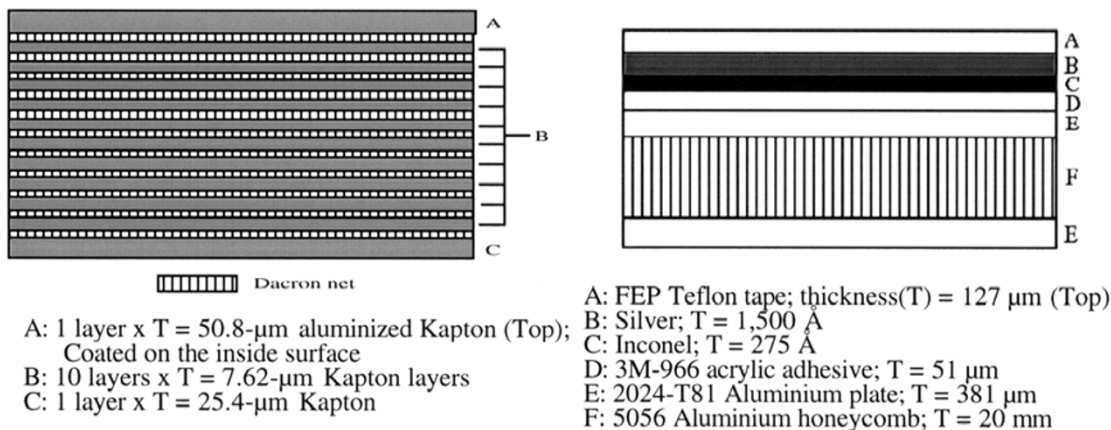 A
B
C
Dacron net
A: 1 layer x T = 50.8-μm aluminized Kapton (Top);
Coated on the inside surface
B: 10 layers x T = 7.62-μm Kapton layers
C: 1 layer x T = 25.4-μm Kapton
A
B
C
D
E
F
E
A: FEP Teflon tape; thickness(T) = 127 μm (Top)
B: Silver; T = 1,500 Å
C: Inconel; T = 275 Å
D: 3M-966 acrylic adhesive; T = 51 μm
E: 2024-T81 Aluminium plate; T = 381 μm
F: 5056 Aluminium honeycomb; T = 20 mm